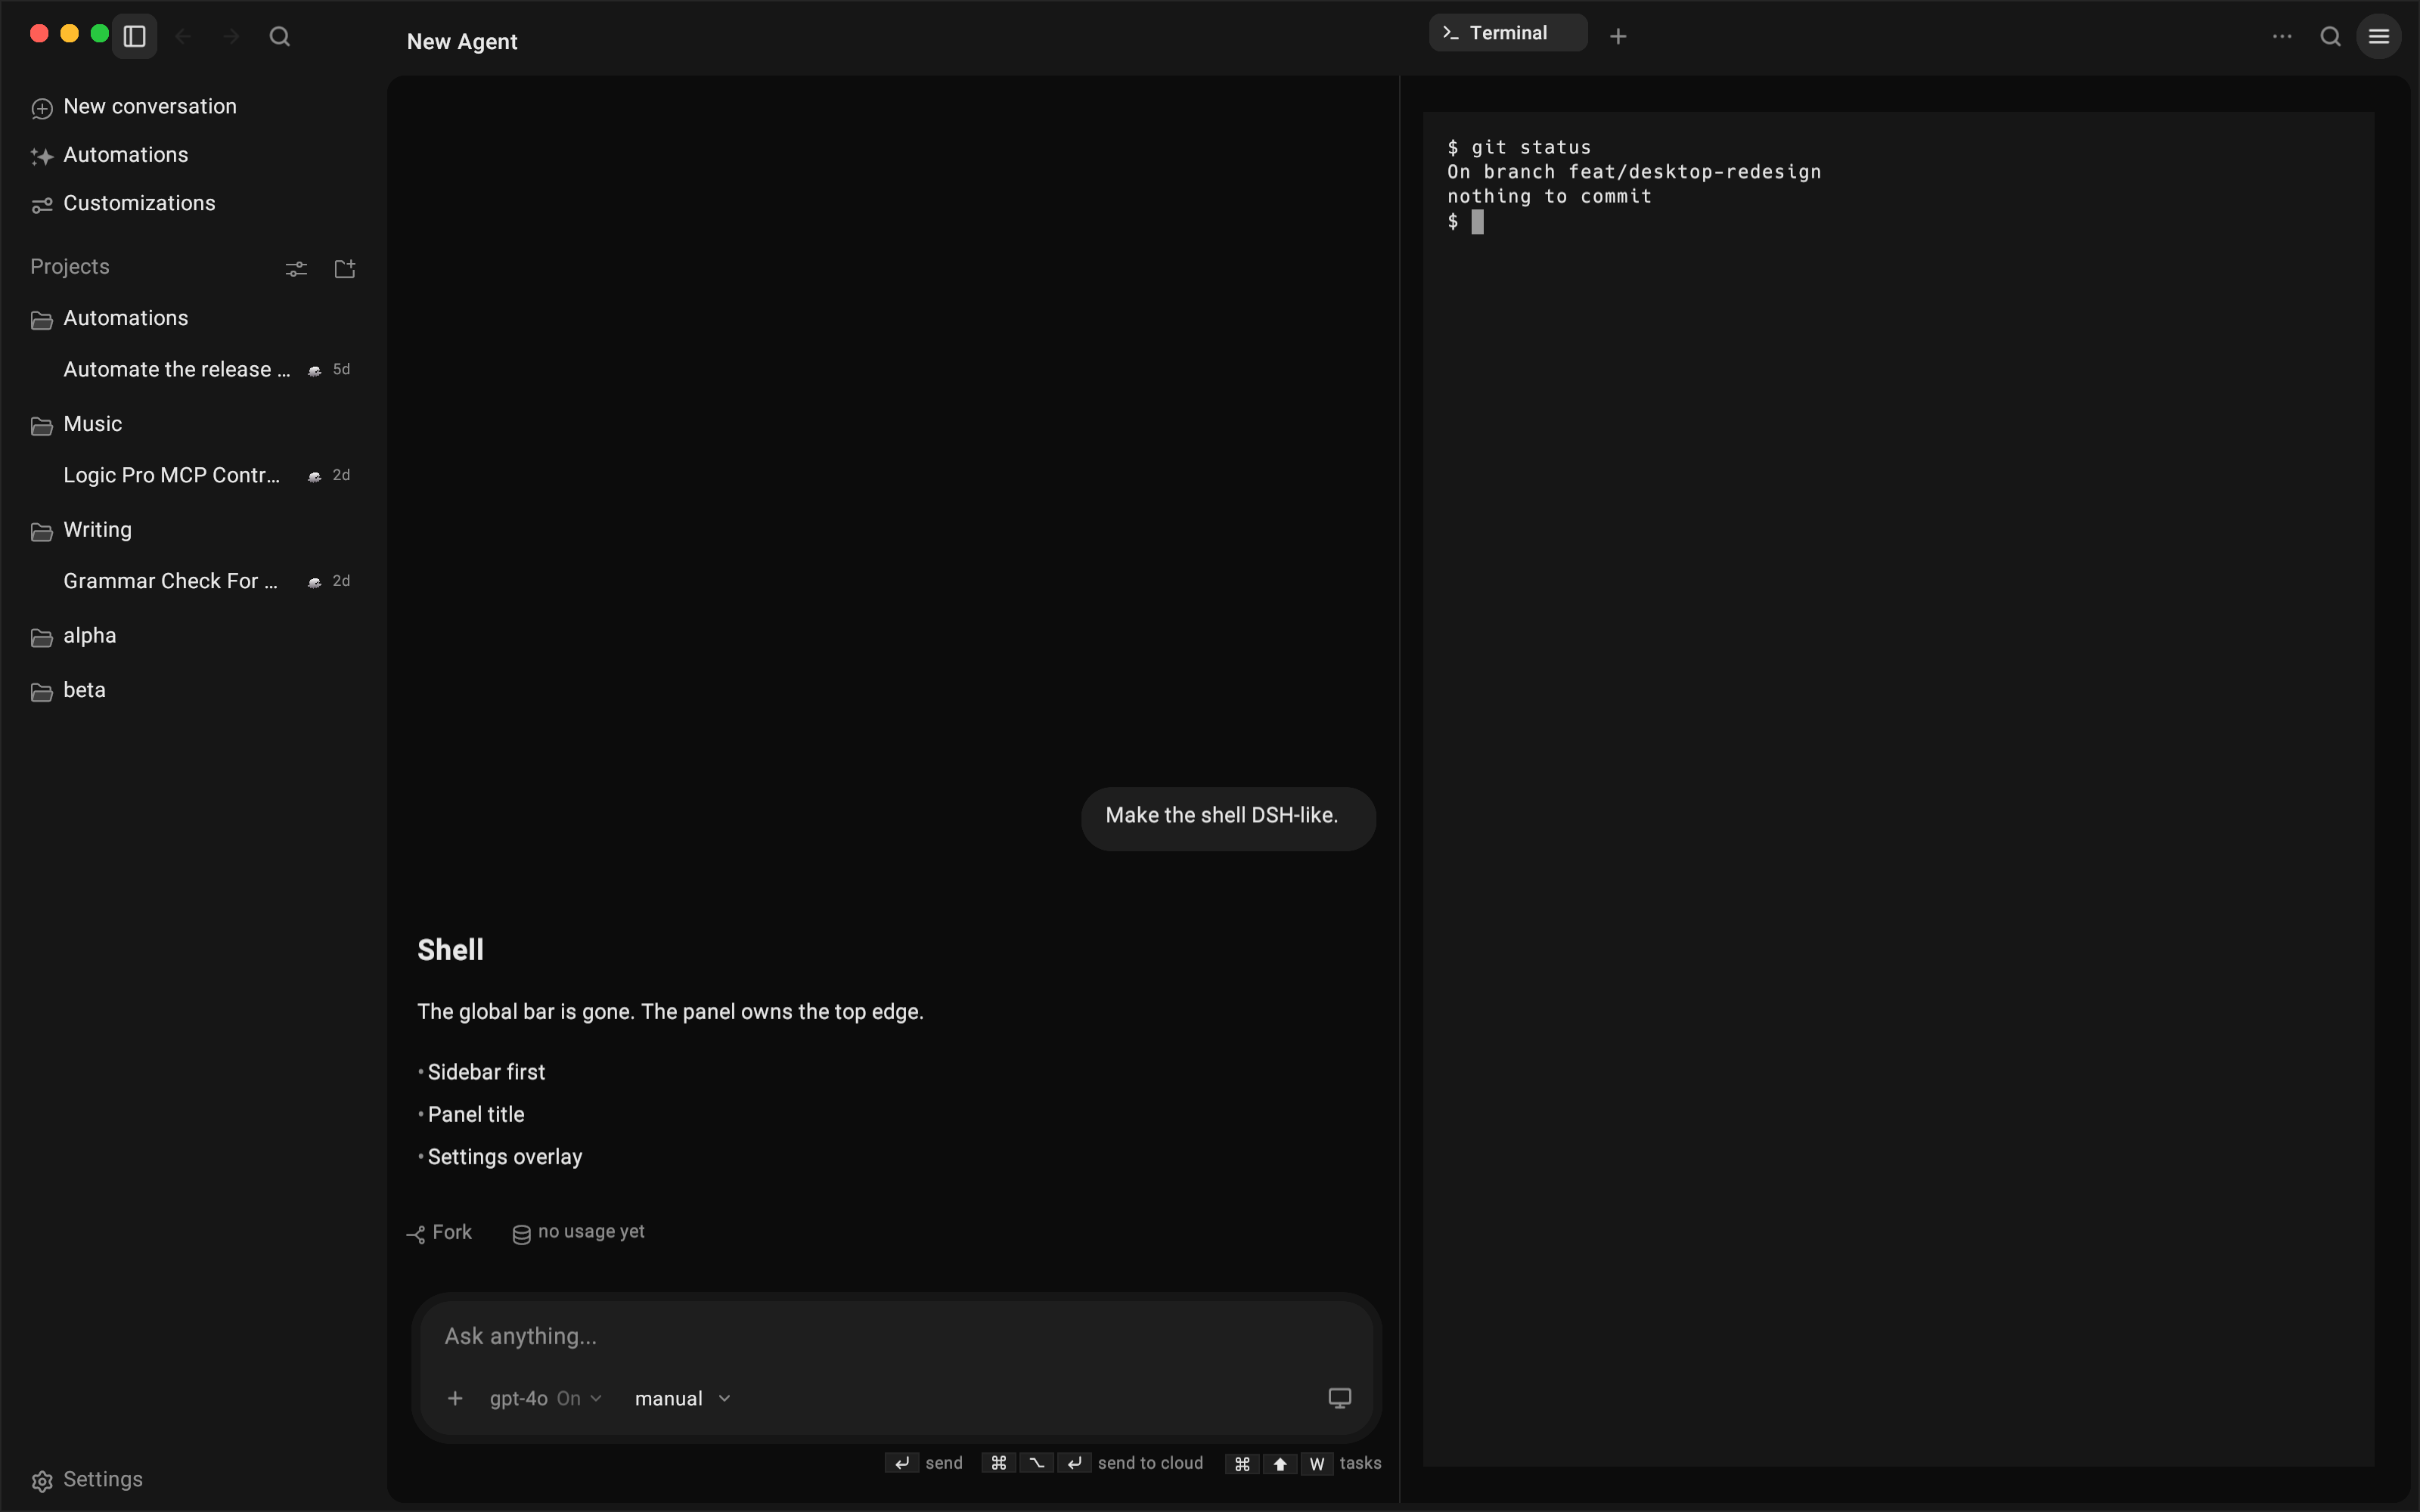 New Agent
Terminal
New conversation
Automations
Customizations
Projects
Automations
Automate the release ... 5d
Music
Logic Pro MCP Contr... 2d
Writing
Grammar Check For ... 2d
alpha
beta
Settings
Make the shell DSH-like.
Shell
The global bar is gone. The panel owns the top edge.
• Sidebar first
• Panel title
• Settings overlay
Fork no usage yet
Ask anything...
gpt-4o On manual
send ⌘ ⌥ send to cloud ⌘ W tasks
$ git status
On branch feat/desktop-redesign
nothing to commit
$